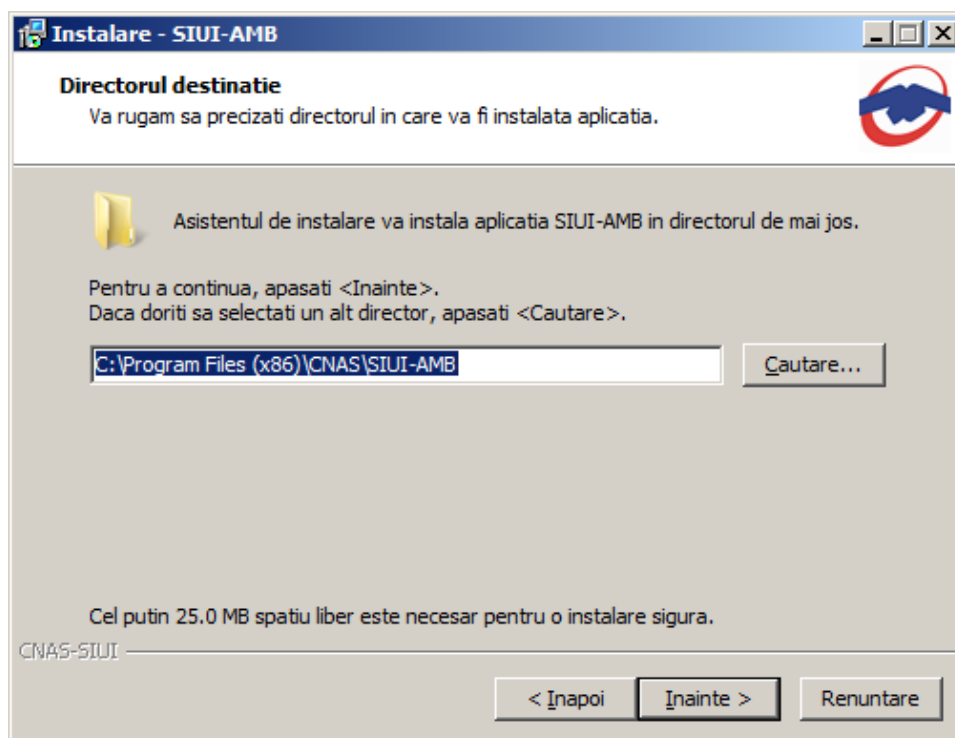 Instalare - SIUI-AMB
Directorul destinatie
Va rugam sa precizati directorul in care va fi instalata aplicatia.
Asistentul de instalare va instala aplicatia SIUI-AMB in directorul de mai jos.
Pentru a continua, apasati <Inainte>.
Daca doriti sa selectati un alt director, apasati <Cautare>.
C:\Program Files (x86)\CNAS\SIUI-AMB
Cautare...
Cel putin 25.0 MB spatiu liber este necesar pentru o instalare sigura.
CNAS-SIUI
< Inapoi
Inainte >
Renuntare